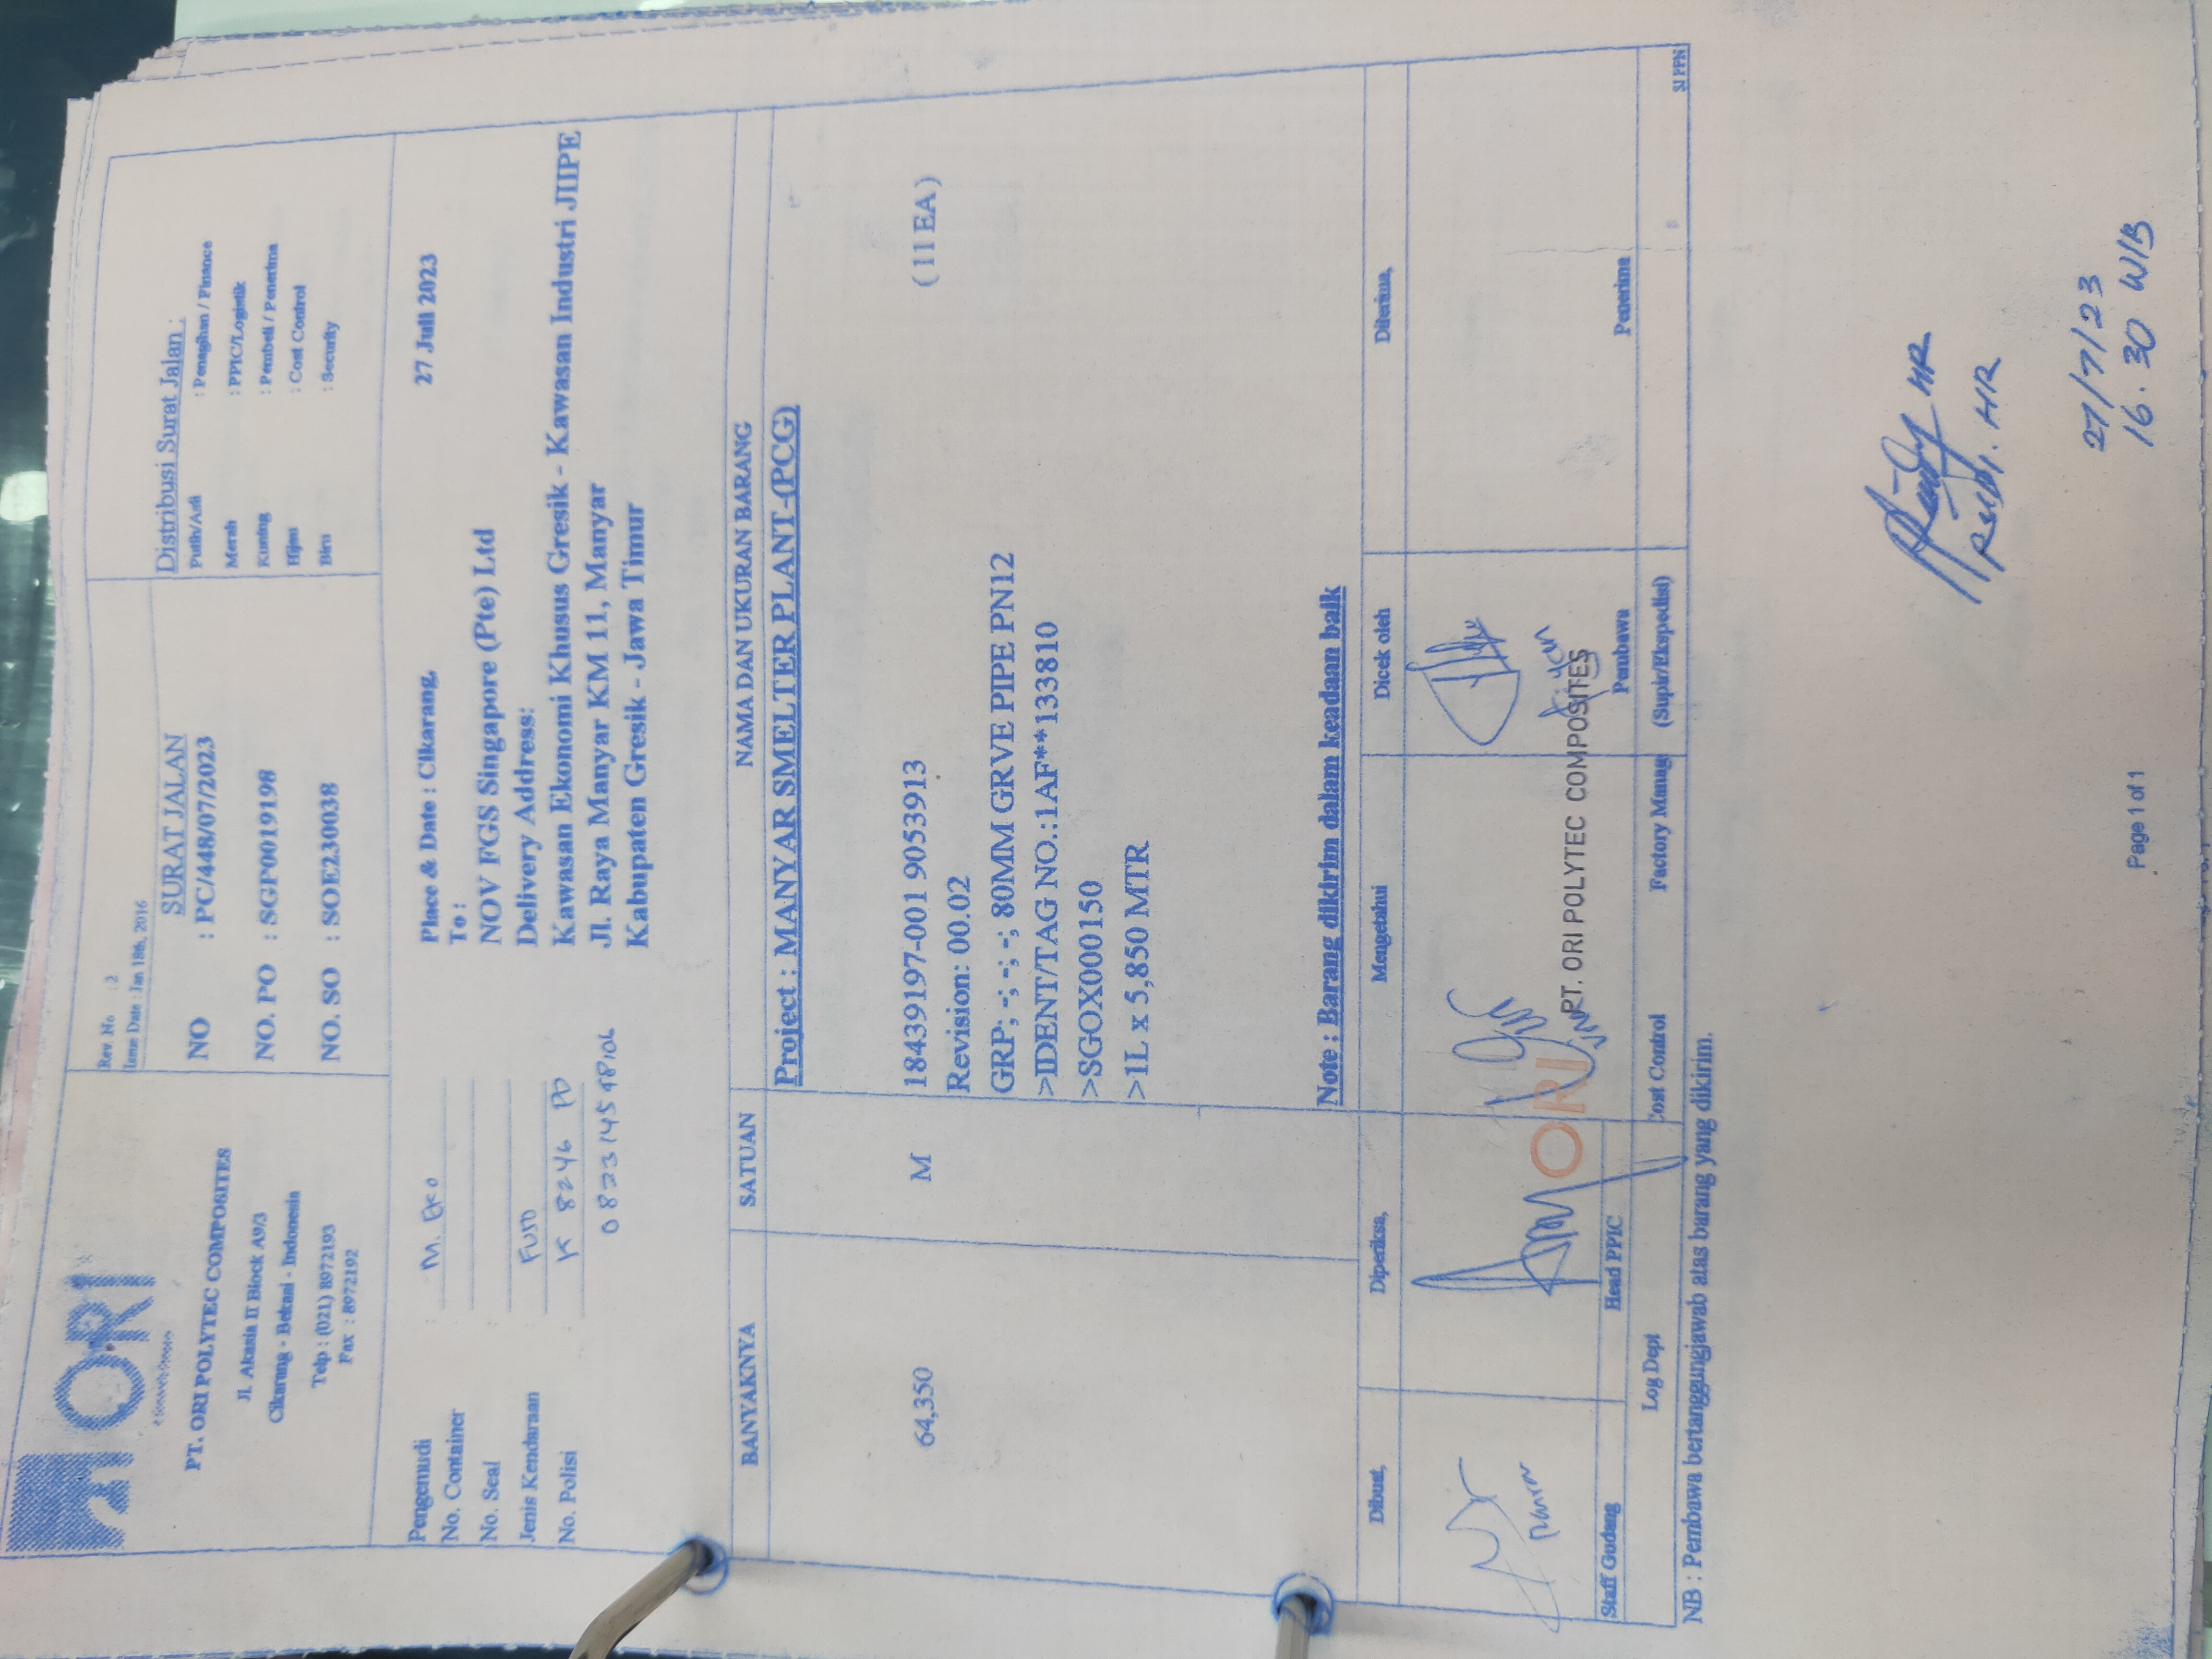 ORI
PT. ORI POLYTEC COMPOSITES
Jl. Akasia II Block A9/3
Cikarang - Bekasi - Indonesia
Telp : (021) 8972193
Fax : 8972192
Rev. No : 2
Issue Date : Jan 18th, 2016
SURAT JALAN
NO : PC/448/07/2023
NO. PO : SGP0019198
NO. SO : SOE230038
Distribusi Surat Jalan :
Putih/Asli : Penagihan / Finance
Merah : PPIC/Logistik
Kuning : Pembeli / Penerima
Hijau : Cost Control
Biru : Security
Pengemudi : M. EKO
No. Container
No. Seal
Jenis Kendaraan : FUSO
No. Polisi : K 8246 PD
Place & Date : Cikarang, 27 Juli 2023
To :
NOV FGS Singapore (Pte) Ltd
Delivery Address:
Kawasan Ekonomi Khusus Gresik - Kawasan Industri JIIPE
Jl. Raya Manyar KM 11, Manyar
Kabupaten Gresik - Jawa Timur
BANYAKNYA SATUAN NAMA DAN UKURAN BARANG
Project : MANYAR SMELTER PLANT-(PCG)
64,350 M 18439197-001 9053913 (11 EA)
Revision: 00.02
GRP; -; -; -; 80MM GRVE PIPE PN12
>IDENT/TAG NO.:1AF**133810
>SGOX000150
>1L x 5,850 MTR
Note : Barang dikirim dalam keadaan baik
Dibuat, Diperiksa, Mengetahui Dicek oleh Diterima,
ORI PT. ORI POLYTEC COMPOSITES
Staff Gudang Head PPIC Cost Control Factory Manag Pembawa Penerima
Log Dept (Supir/Ekspedisi)
SJ PPN
NB : Pembawa bertanggungjawab atas barang yang dikirim.
27/7/23
16.30 WIB
Page 1 of 1